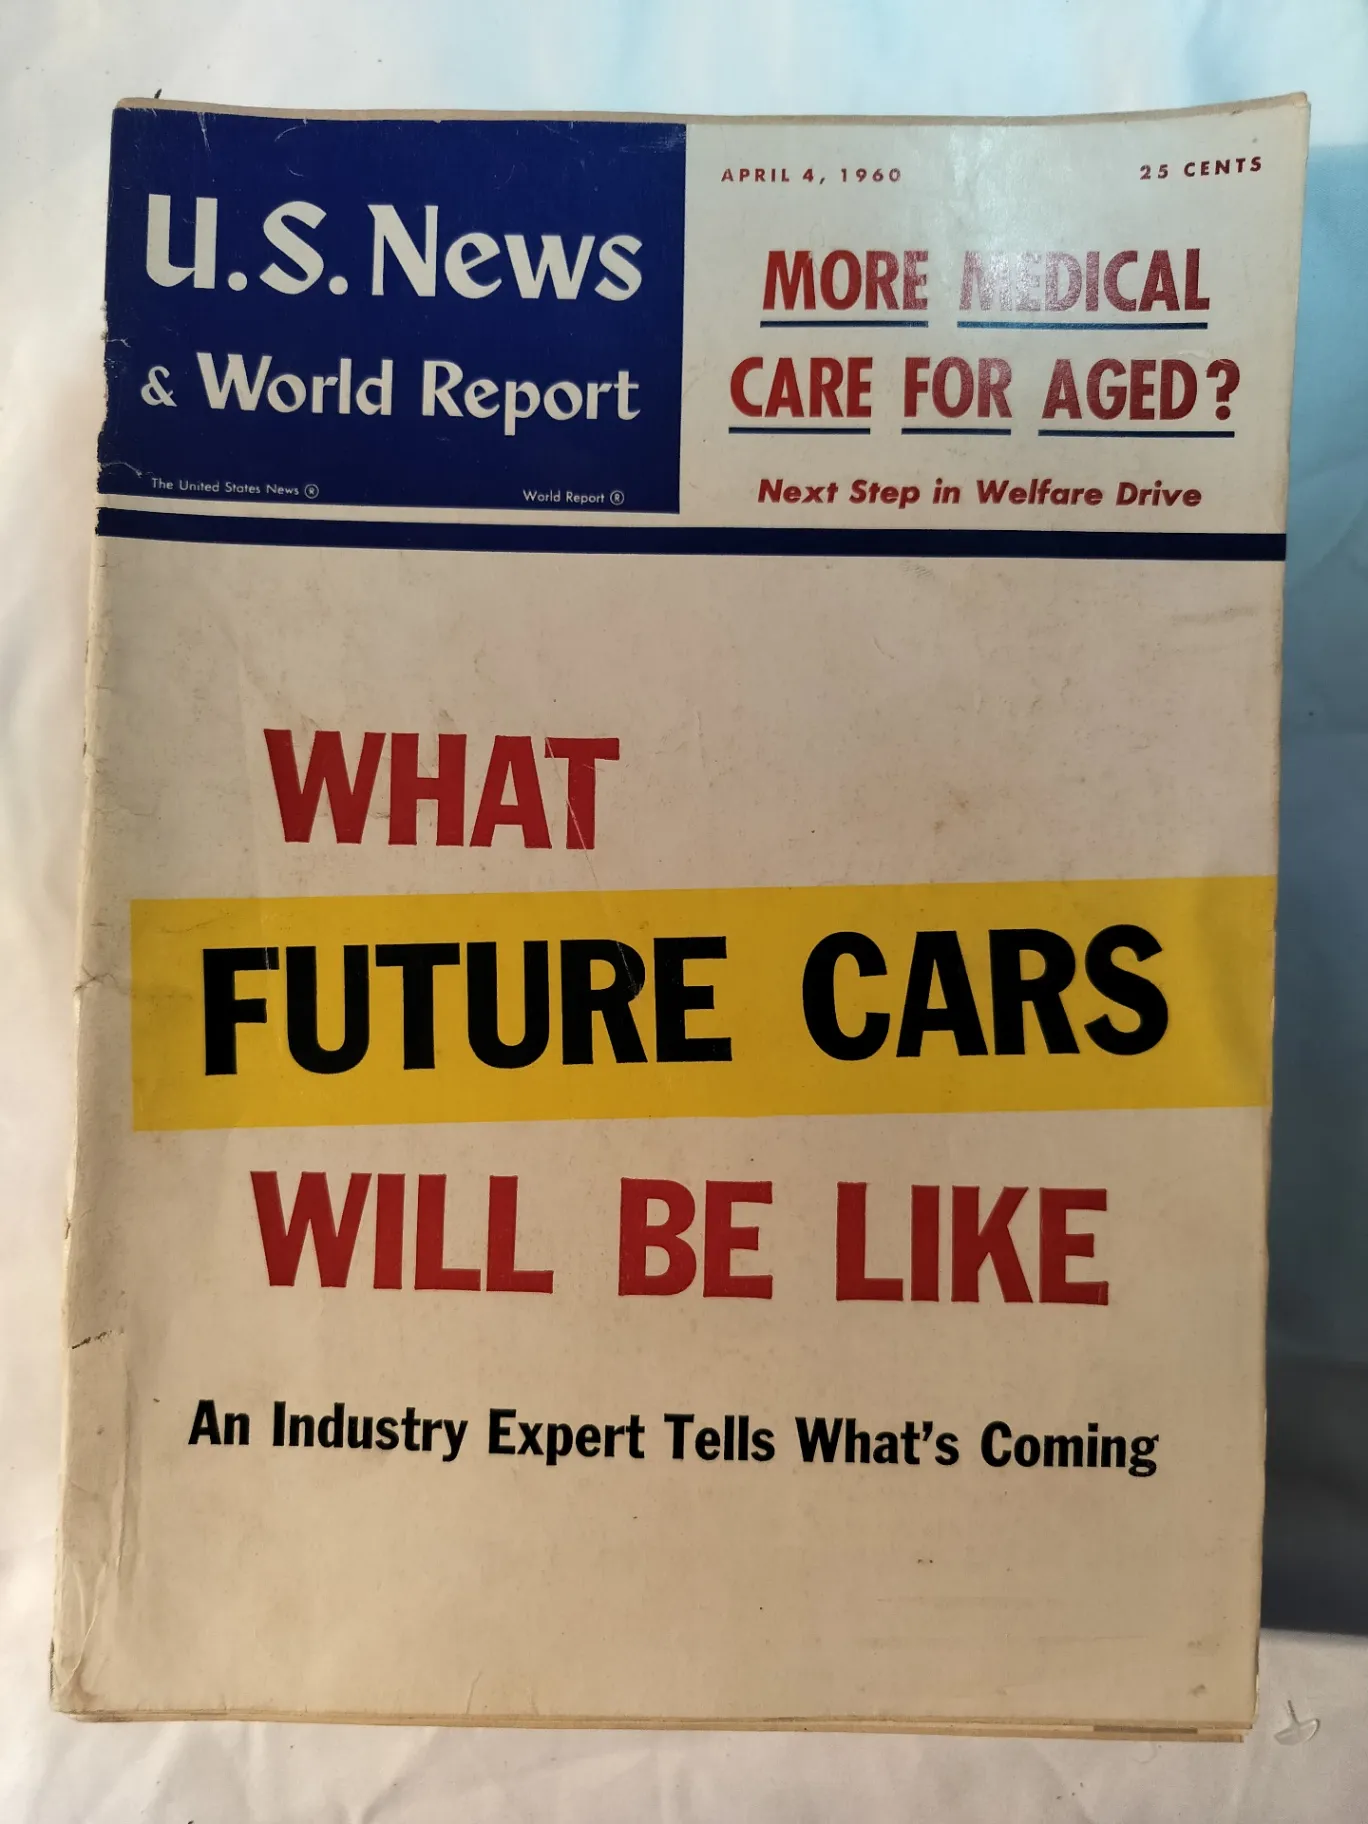 U.S. News
& World Report
The United States News ®
World Report ®
APRIL 4, 1960
25 CENTS
MORE MEDICAL
CARE FOR AGED?
Next Step in Welfare Drive
WHAT
FUTURE CARS
WILL BE LIKE
An Industry Expert Tells What's Coming